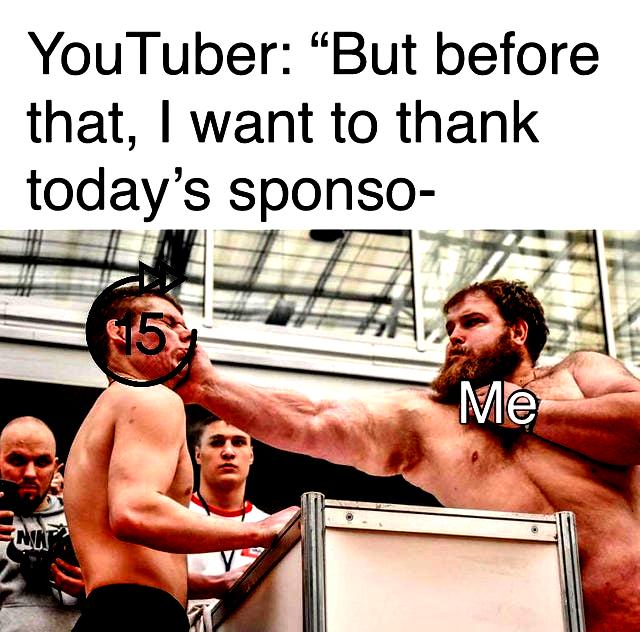 YouTuber: “But before
that, I want to thank
today’s sponso-
15
Me